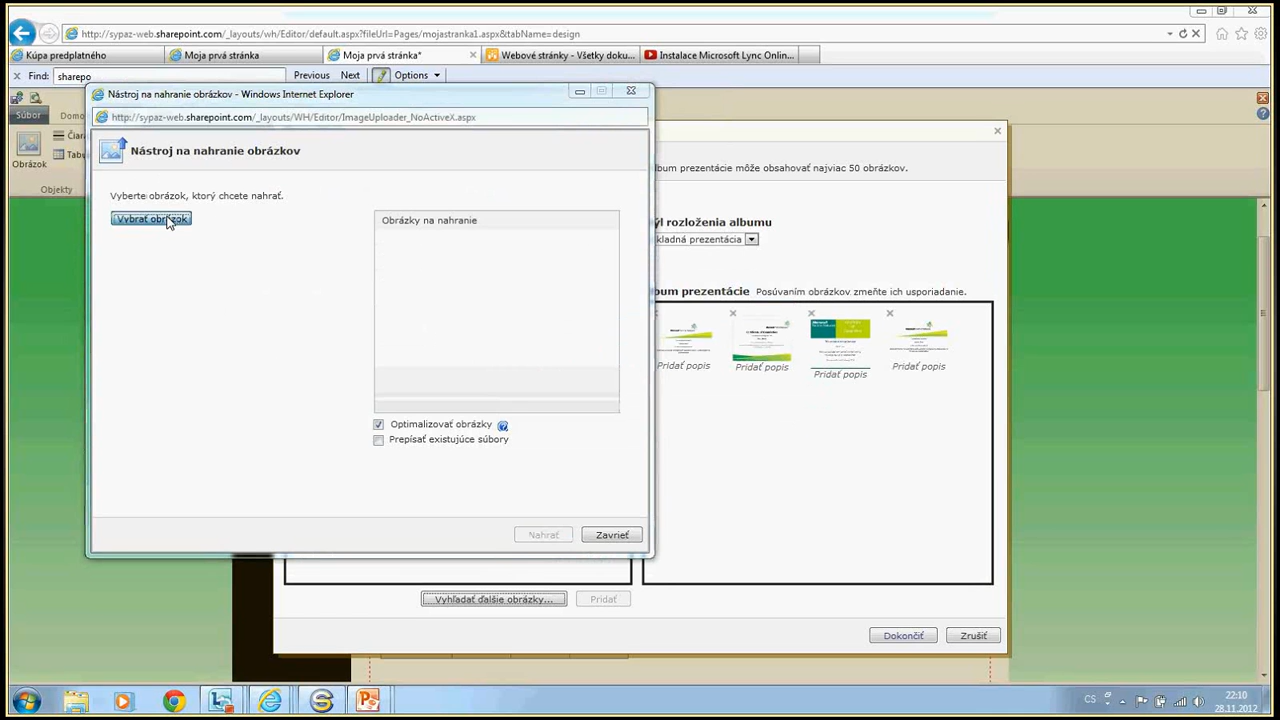 http://sypaz-web.sharepoint.com/_layouts/wh/Editor/default.aspx?fileUrl=Pages/mojastranka1.aspx&tabName=design
Kúpa predplatného
Moja prvá stránka
Moja prvá stránka*
Webové stránky - Všetky doku...
Instalace Microsoft Lync Onlin...
Find: sharepo
Previous
Next
Options
Nástroj na nahranie obrázkov - Windows Internet Explorer
http://sypaz-web.sharepoint.com/_layouts/WH/Editor/ImageUploader_NoActiveX.aspx
Súbor
Domo
Čiara
Tabu
Obrázok
Objekty
Nástroj na nahranie obrázkov
Vyberte obrázok, ktorý chcete nahrať.
Vybrať obrázok
Obrázky na nahranie
Optimalizovať obrázky
Prepísať existujúce súbory
Nahrať
Zavrieť
lbum prezentácie môže obsahovať najviac 50 obrázkov.
ýl rozloženia albumu
kladná prezentácia
bum prezentácie Posúvaním obrázkov zmeňte ich usporiadanie.
Pridať popis
Pridať popis
Pridať popis
Pridať popis
Vyhľadať ďalšie obrázky...
Pridať
Dokončiť
Zrušiť
CS
22:10
28.11.2012